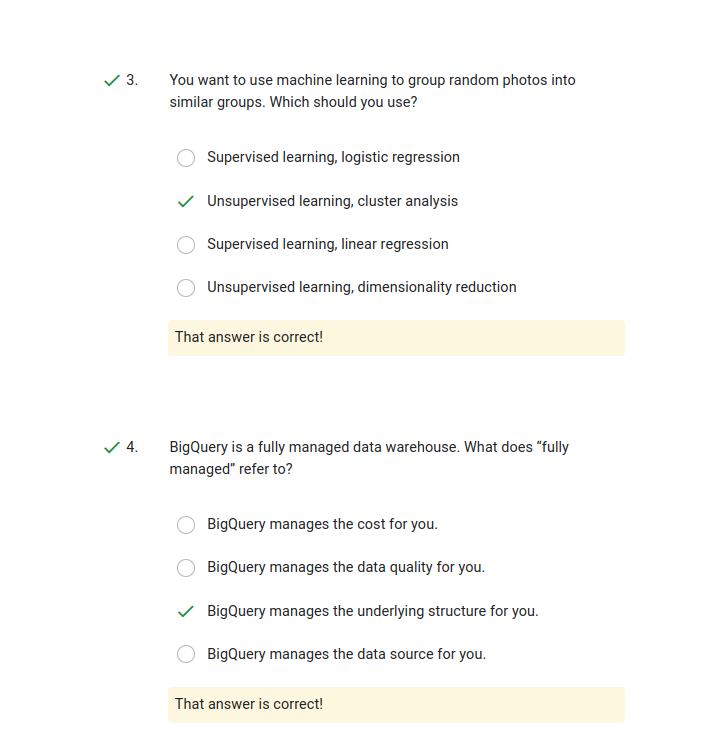 3. You want to use machine learning to group random photos into
similar groups. Which should you use?
Supervised learning, logistic regression
Unsupervised learning, cluster analysis
Supervised learning, linear regression
Unsupervised learning, dimensionality reduction
That answer is correct!
4. BigQuery is a fully managed data warehouse. What does “fully
managed” refer to?
BigQuery manages the cost for you.
BigQuery manages the data quality for you.
BigQuery manages the underlying structure for you.
BigQuery manages the data source for you.
That answer is correct!